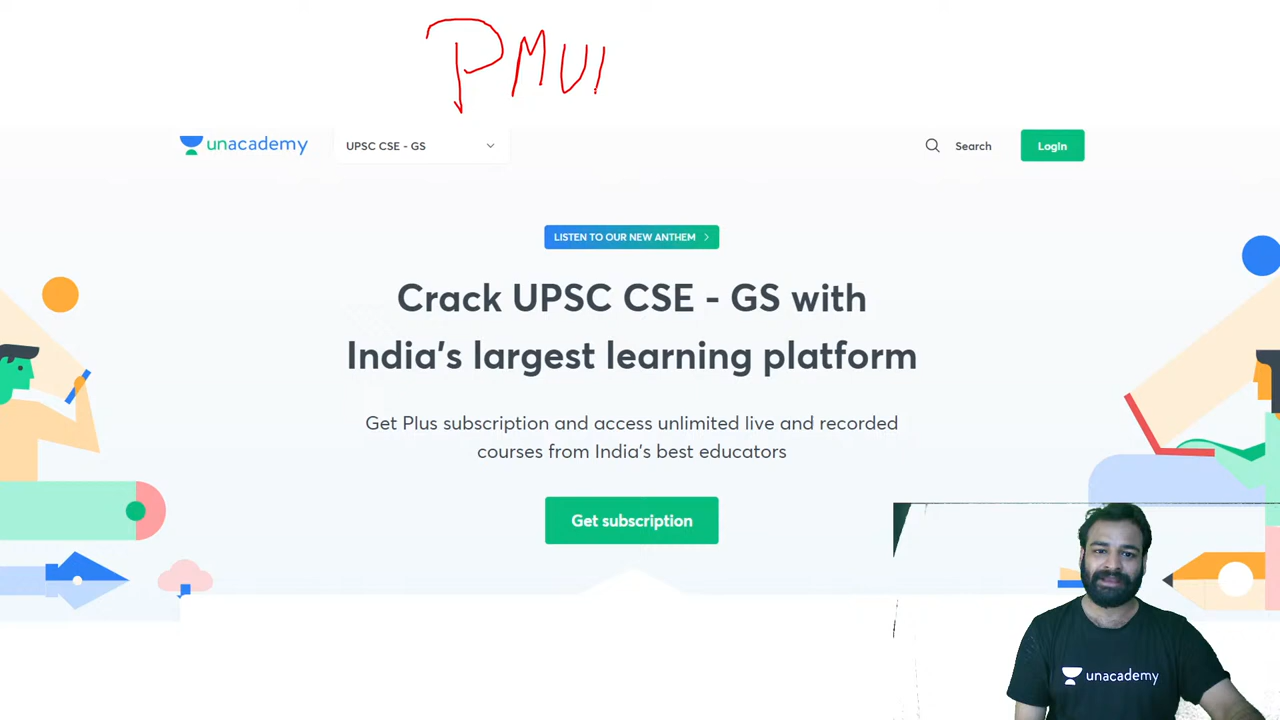 PMUI
unacademy
UPSC CSE - GS
Search
Login
LISTEN TO OUR NEW ANTHEM
Crack UPSC CSE - GS with
India's largest learning platform
Get Plus subscription and access unlimited live and recorded
courses from India's best educators
Get subscription
unacademy